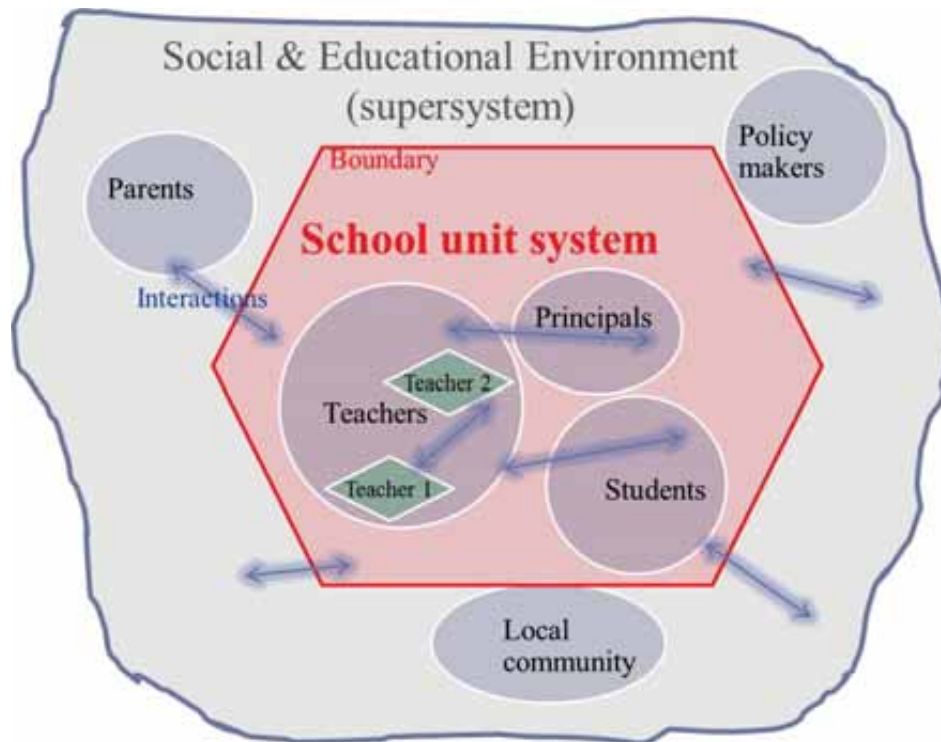 Social & Educational Environment
(supersystem)
Policy
makers
Boundary
Parents
School unit system
Interactions
Principals
Teacher 2
Teachers
Teacher 1
Students
Local
community